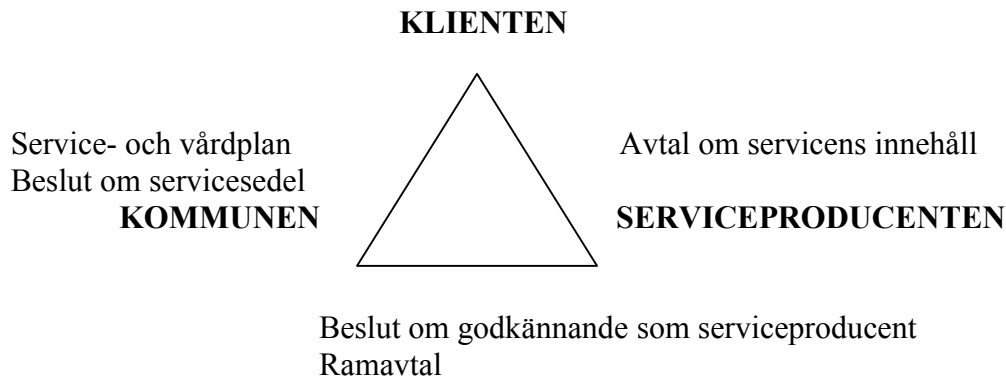 KLIENTEN
Service- och vårdplan
Beslut om servicesedel
Avtal om servicens innehåll
KOMMUNEN
SERVICEPRODUCENTEN
Beslut om godkännande som serviceproducent
Ramavtal